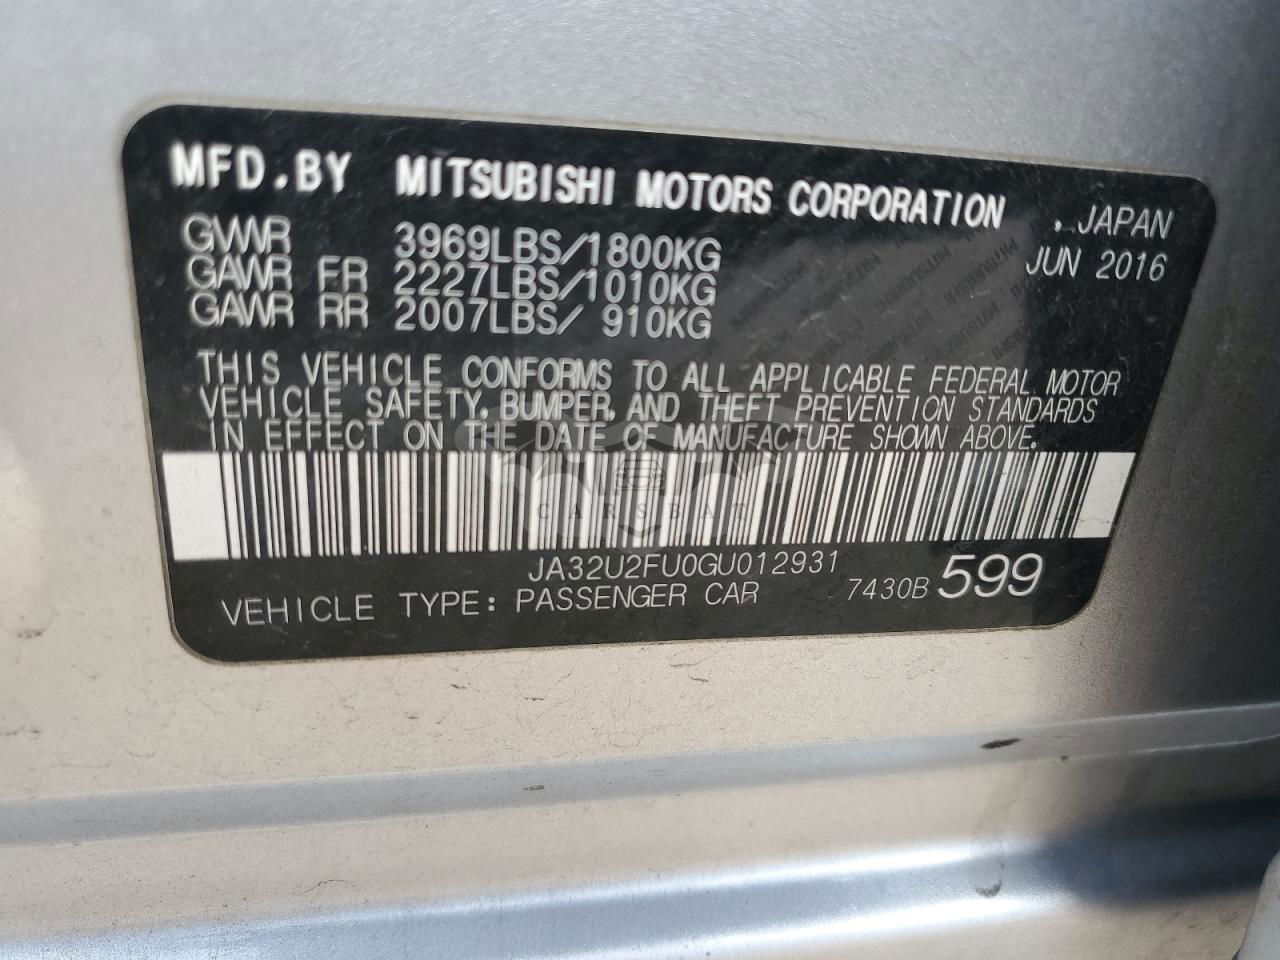 MFD.BY MITSUBISHI MOTORS CORPORATION . JAPAN
GVWR 3969LBS/1800KG JUN 2016
GAWR FR 2227LBS/1010KG
GAWR RR 2007LBS/ 910KG
THIS VEHICLE CONFORMS TO ALL APPLICABLE FEDERAL MOTOR
VEHICLE SAFETY, BUMPER, AND THEFT PREVENTION STANDARDS
IN EFFECT ON THE DATE OF MANUFACTURE SHOWN ABOVE.
CARSBAT
JA32U2FU0GU012931
VEHICLE TYPE: PASSENGER CAR 7430B 599